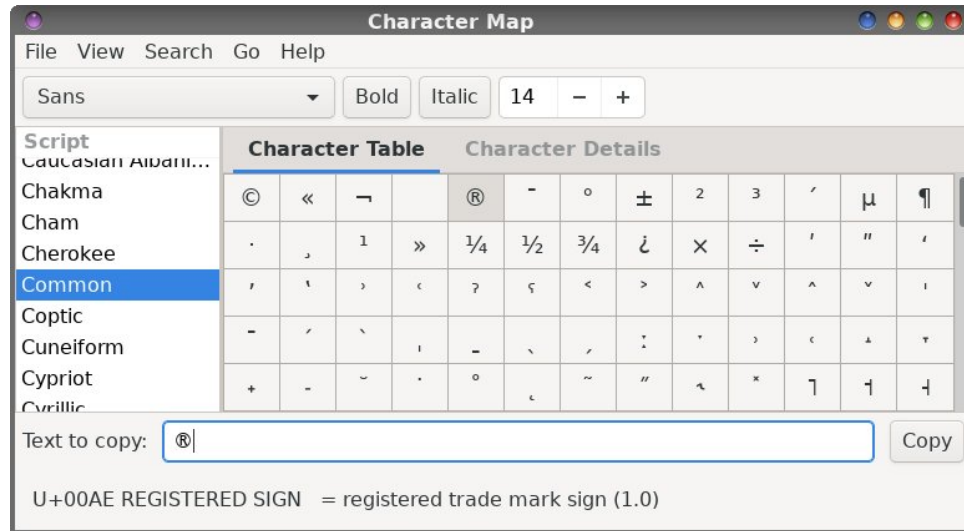 Character Map
File View Search Go Help
Sans Bold Italic 14 − +
Script
Character Table Character Details
Caucasian Albani...
Chakma
Cham
Cherokee
Common
Coptic
Cuneiform
Cypriot
Cyrillic
© « ¬ ® ¯ ° ± ² ³ ´ µ ¶
· ¸ ¹ » ¼ ½ ¾ ¿ × ÷ ʹ ʺ ʻ
ʼ ʽ ʾ ʿ ˀ ˁ ˂ ˃ ˄ ˅ ˆ ˇ ˈ
ˉ ˊ ˋ ˌ ˍ ˎ ˏ ː ˑ ˒ ˓ ˔ ˕
˖ ˗ ˘ ˙ ˚ ˛ ˜ ˝ ˞ ˟ ˥ ˦ ˧
Text to copy: ® Copy
U+00AE REGISTERED SIGN = registered trade mark sign (1.0)